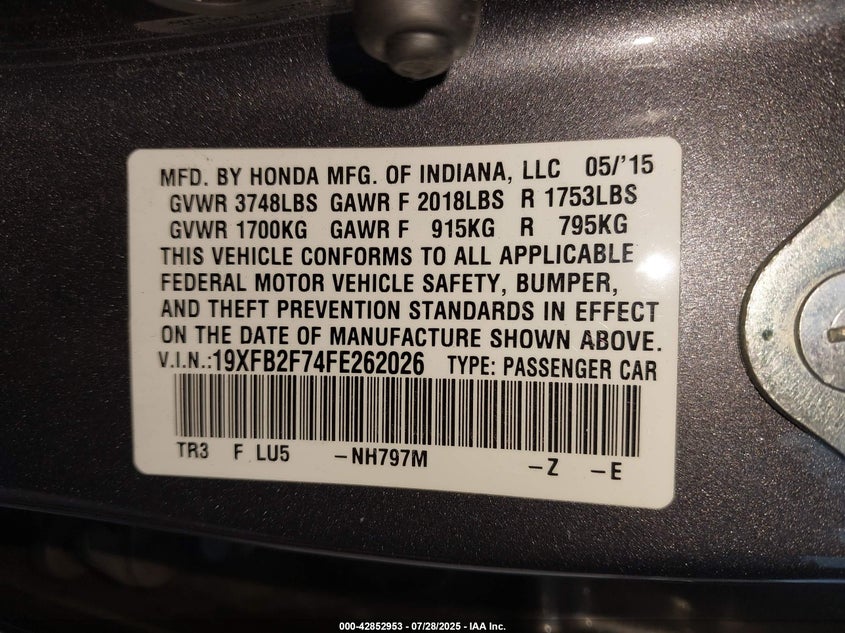 MFD. BY HONDA MFG. OF INDIANA, LLC 05/'15
GVWR 3748LBS GAWR F 2018LBS R 1753LBS
GVWR 1700KG GAWR F 915KG R 795KG
THIS VEHICLE CONFORMS TO ALL APPLICABLE
FEDERAL MOTOR VEHICLE SAFETY, BUMPER,
AND THEFT PREVENTION STANDARDS IN EFFECT
ON THE DATE OF MANUFACTURE SHOWN ABOVE.
V.I.N.:19XFB2F74FE262026 TYPE: PASSENGER CAR
TR3 F LU5 -NH797M -Z -E
000-42852953 - 07/28/2025 - IAA Inc.